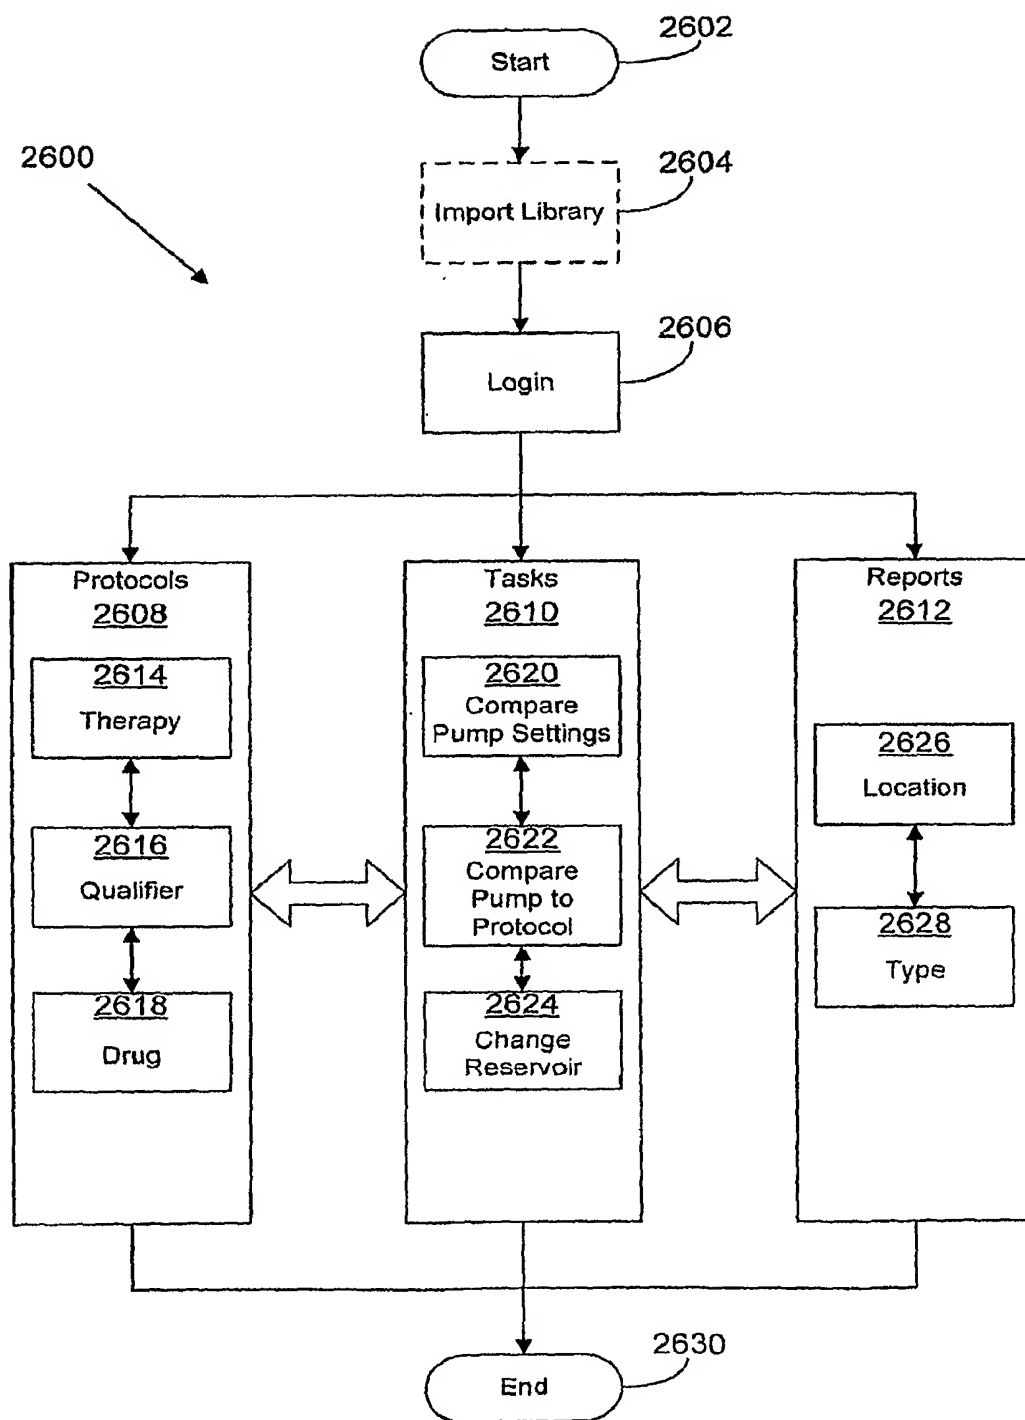 2602
Start
2600
2604
Import Library
2606
Login
Protocols
2608
2614
Therapy
2616
Qualifier
2618
Drug
Tasks
2610
2620
Compare
Pump Settings
2622
Compare
Pump to
Protocol
2624
Change
Reservoir
Reports
2612
2626
Location
2628
Type
2630
End